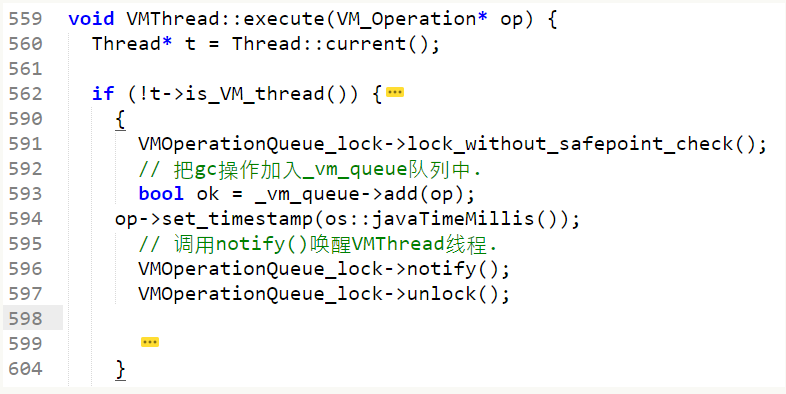 559 void VMThread::execute(VM_Operation* op) {
560 Thread* t = Thread::current();
561
562 if (!t->is_VM_thread()) {
590 {
591 VMOperationQueue_lock->lock_without_safepoint_check();
592 // 把gc操作加入_vm_queue队列中.
593 bool ok = _vm_queue->add(op);
594 op->set_timestamp(os::javaTimeMillis());
595 // 调用notify()唤醒VMThread线程.
596 VMOperationQueue_lock->notify();
597 VMOperationQueue_lock->unlock();
598
599
604 }